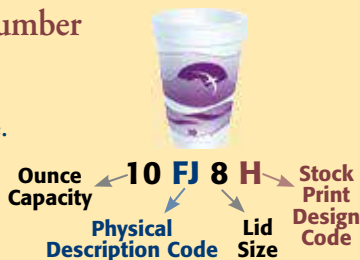 umber
e.
10 FJ 8 H
Ounce
Capacity
Physical
Description Code
Lid
Size
Stock
Print
Design
Code